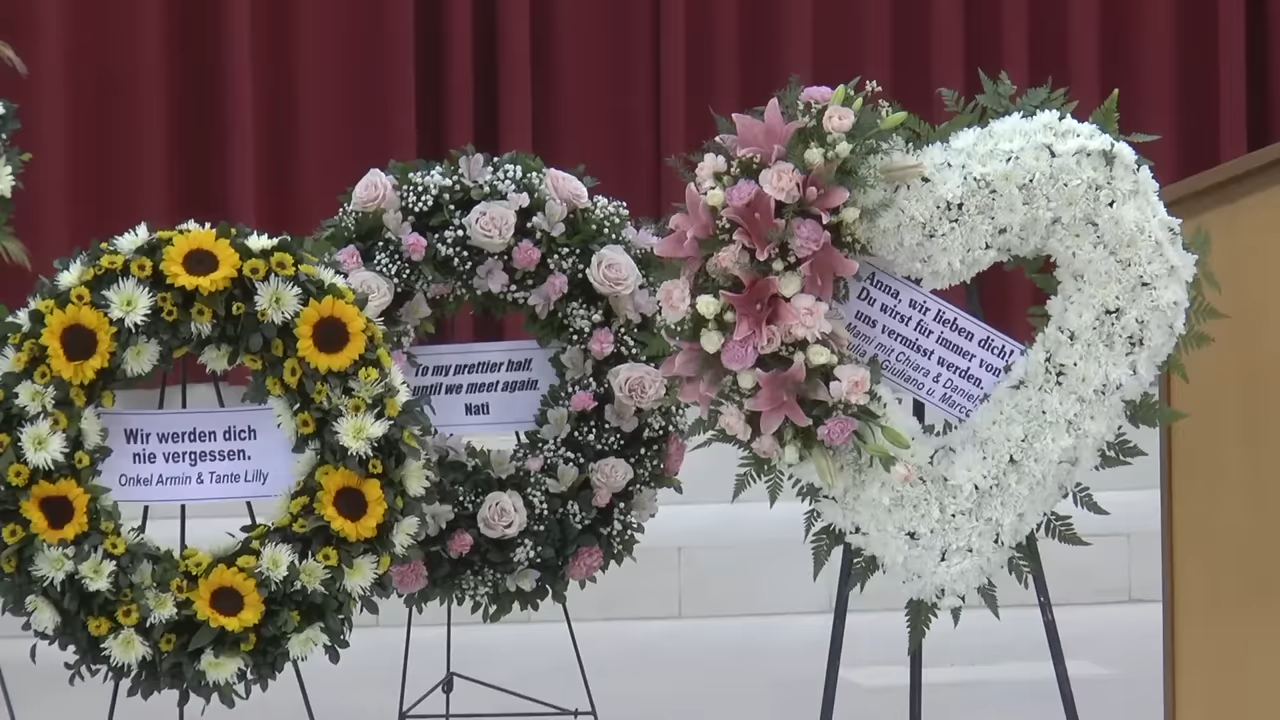 Wir werden dich
nie vergessen.
Onkel Armin & Tante Lilly
To my prettier half,
until we meet again.
Nati
Anna, wir lieben dich!
Du wirst für immer von
uns vermisst werden.
Mami mit Chiara & Daniel,
& Giuliano u. Marco